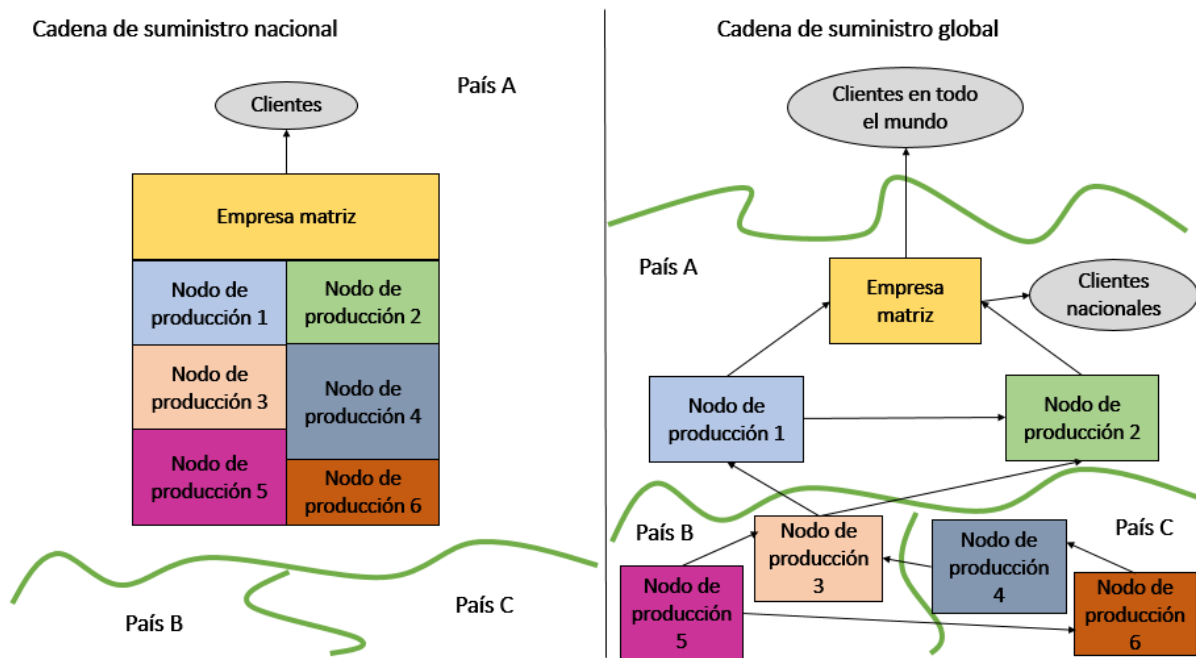 Cadena de suministro nacional
País A
Clientes
Empresa matriz
Nodo de
producción 1
Nodo de
producción 2
Nodo de
producción 3
Nodo de
producción 4
Nodo de
producción 5
Nodo de
producción 6
País B
País C
Cadena de suministro global
Clientes en todo
el mundo
País A
Empresa
matriz
Clientes
nacionales
Nodo de
producción 1
Nodo de
producción 2
País B
Nodo de
producción
3
Nodo de
producción
4
País C
Nodo de
producción
5
Nodo de
producción
6